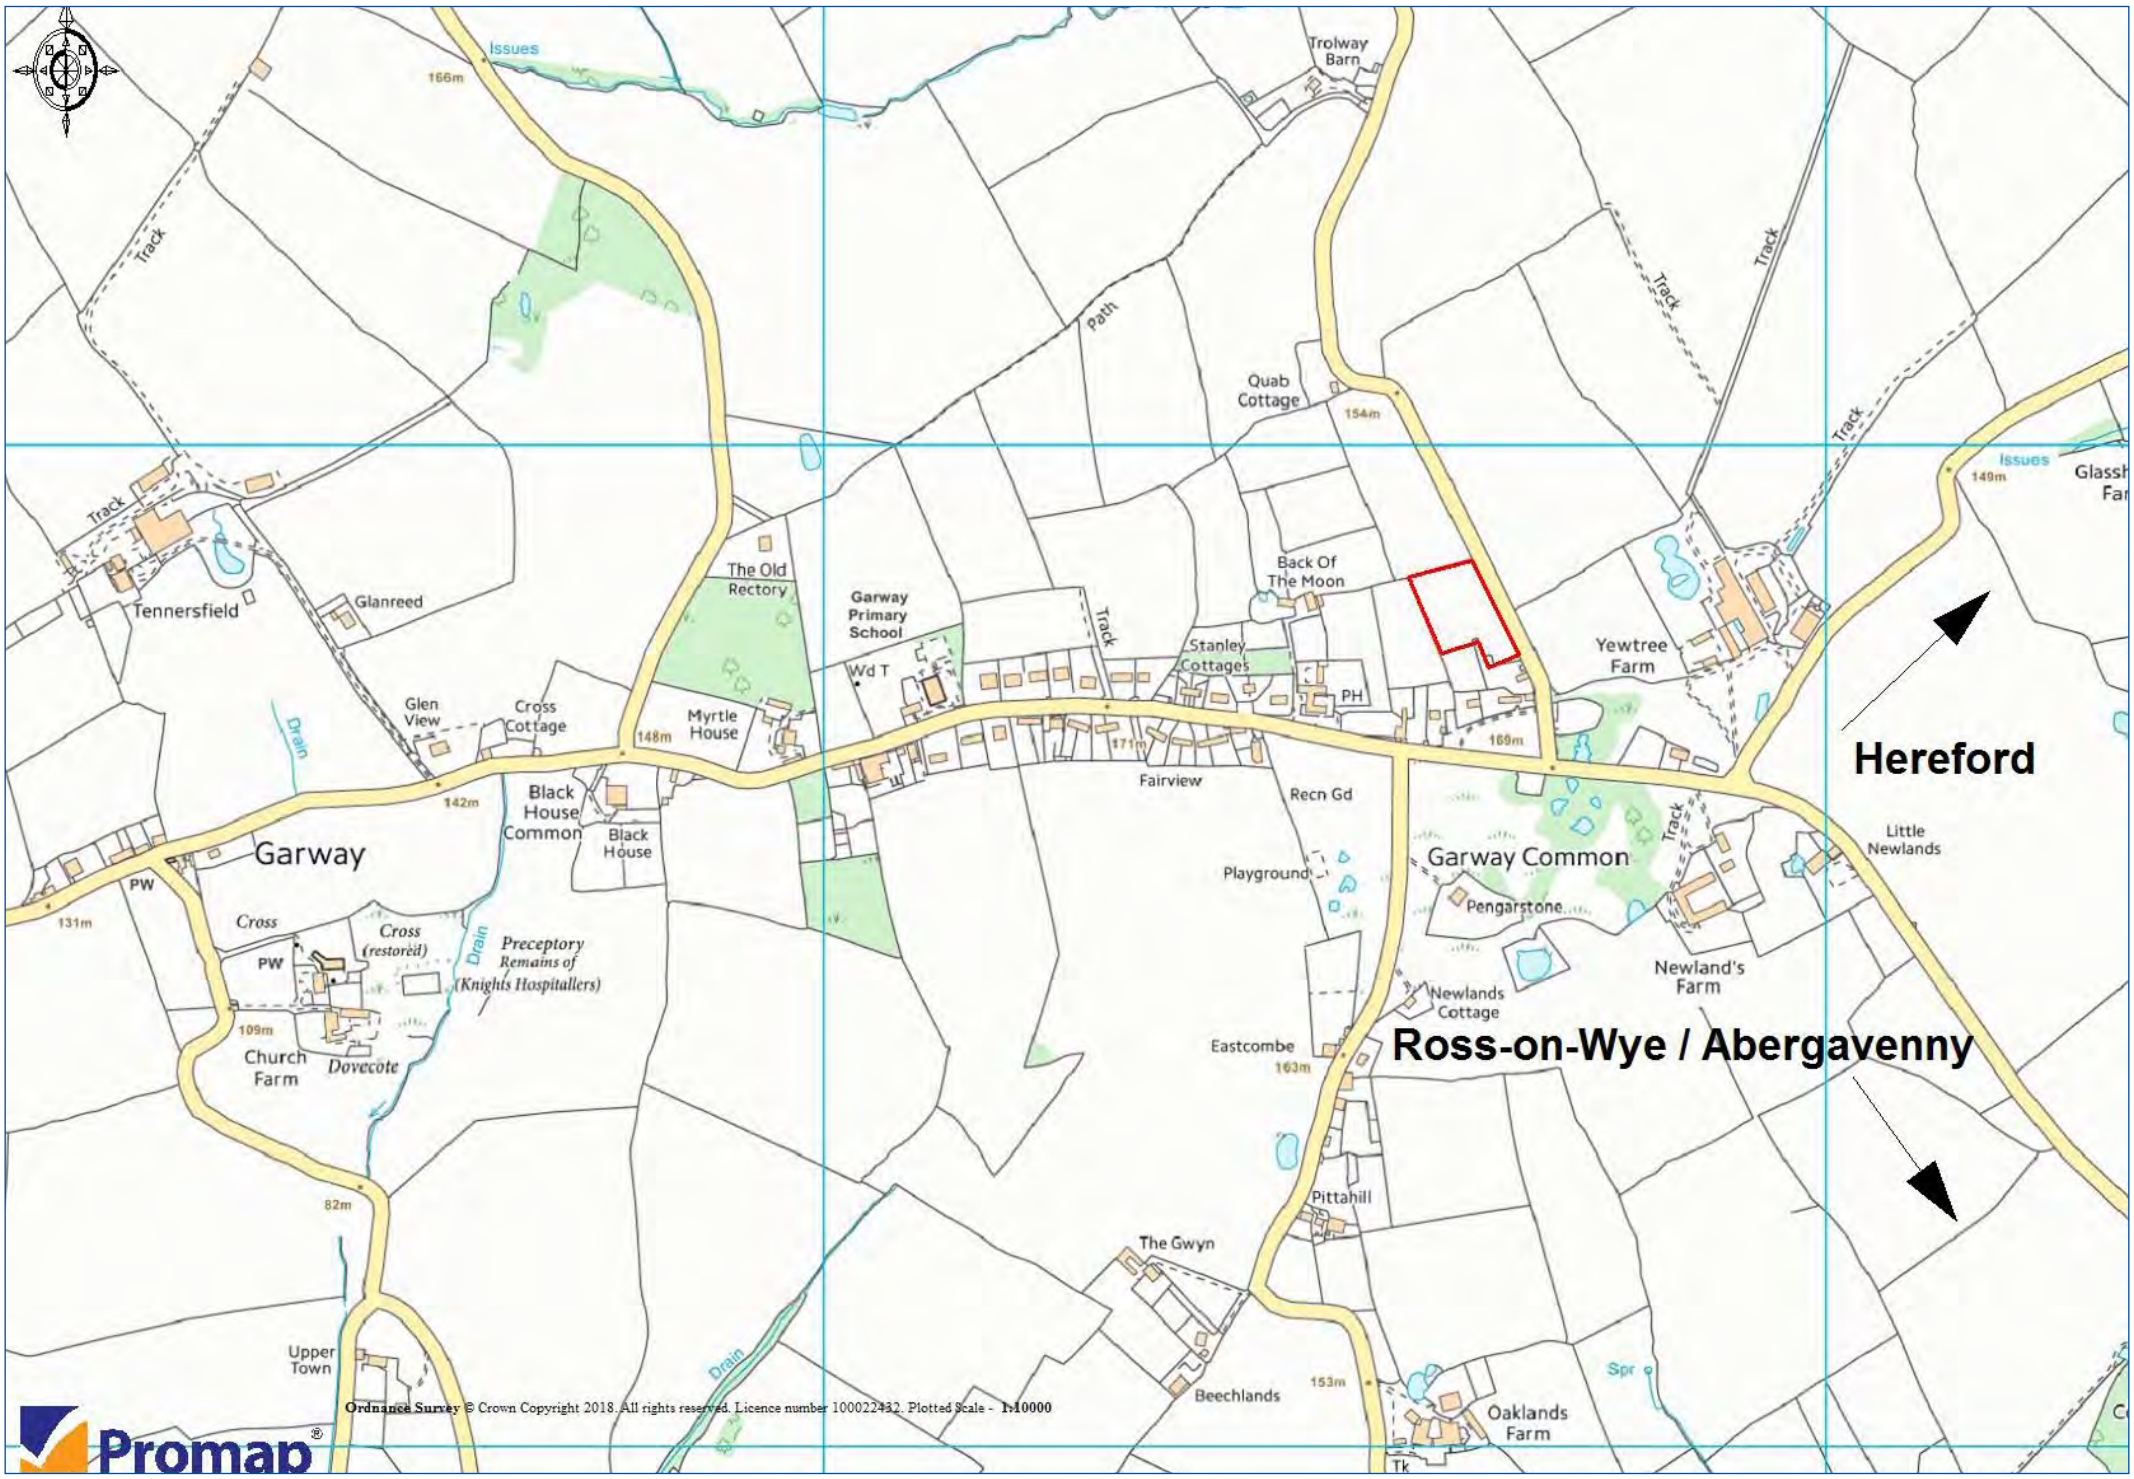 Issues
166m
Trolway
Barn
Track
Track
Track
Path
Quab
Cottage
154m
Track
Issues
149m
Track
Tennersfield
Glanreed
The Old
Rectory
Garway
Primary
School
Wd T
Track
Back Of
The Moon
Stanley
Cottages
PH
Yewtree
Farm
Hereford
Glen
View
Cross
Cottage
Drain
148m
Myrtle
House
171m
169m
Fairview
142m
Black
House
Common
Black
House
Recn Gd
Track
Little
Newlands
Garway
PW
Garway Common
Playground
Pengarstone
131m
Cross
Cross
(restored)
PW
Drain
Preceptory
Remains of
(Knights Hospitallers)
Newland's
Farm
Newlands
Cottage
109m
Church
Farm
Dovecote
Eastcombe
163m
Ross-on-Wye / Abergavenny
82m
Pittahill
The Gwyn
Upper
Town
Drain
153m
Beechlands
Spr
Oaklands
Farm
Tk
Ordnance Survey © Crown Copyright 2018. All rights reserved. Licence number 100022432. Plotted Scale - 1:10000
Promap®